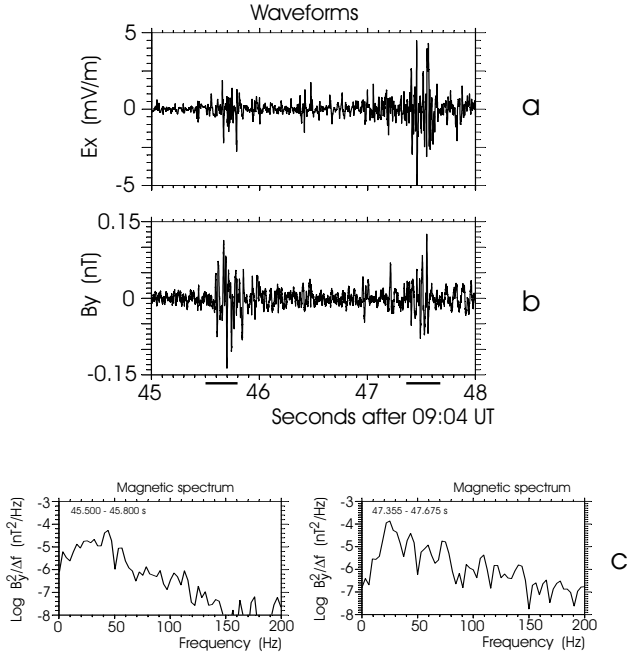 Waveforms
5
0
-5
Ex (mV/m)
a
0.15
0
-0.15
By (nT)
b
45 46 47 48
Seconds after 09:04 UT
Magnetic spectrum
45.500 - 45.800 s
-3
-4
-5
-6
-7
-8
Log B²y/Δf (nT²/Hz)
0 50 100 150 200
Frequency (Hz)
Magnetic spectrum
47.355 - 47.675 s
-3
-4
-5
-6
-7
-8
Log B²y/Δf (nT²/Hz)
0 50 100 150 200
Frequency (Hz)
c